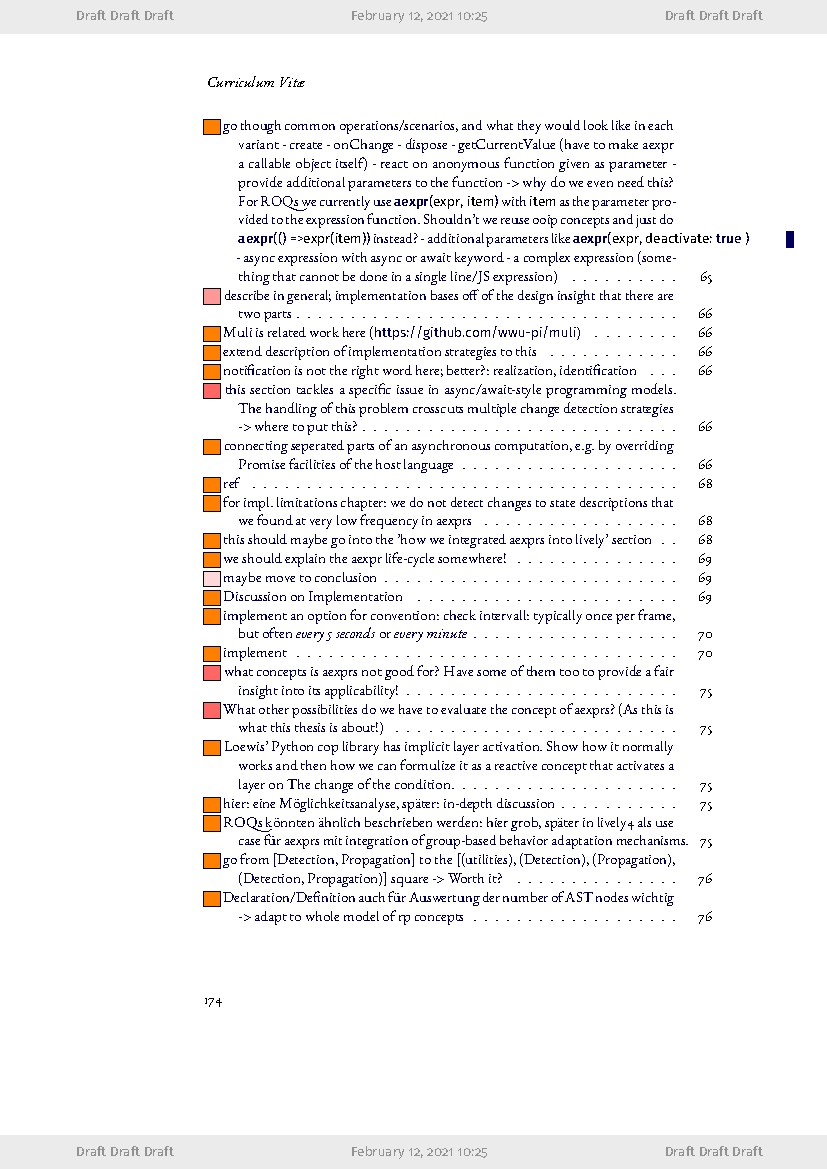 Draft Draft Draft February 12, 2021 10:25 Draft Draft Draft
Curriculum Vitæ
go though common operations/scenarios, and what they would look like in each
variant - create - onChange - dispose - getCurrentValue (have to make aexpr
a callable object itself) - react on anonymous function given as parameter -
provide additional parameters to the function -> why do we even need this?
For ROQs we currently use aexpr(expr, item) with item as the parameter pro-
vided to the expression function. Shouldn't we reuse ooip concepts and just do
aexpr(() =>expr(item)) instead? - additional parameters like aexpr(expr, deactivate: true )
- async expression with async or await keyword - a complex expression (some-
thing that cannot be done in a single line/JS expression) . . . . . . . . . . 65
describe in general; implementation bases off of the design insight that there are
two parts . . . . . . . . . . . . . . . . . . . . . . . . . . . . . . . . . . . 66
Muli is related work here (https://github.com/wwu-pi/muli) . . . . . . . . . 66
extend description of implementation strategies to this . . . . . . . . . . . . 66
notification is not the right word here; better?: realization, identification . . . 66
this section tackles a specific issue in async/await-style programming models.
The handling of this problem crosscuts multiple change detection strategies
-> where to put this? . . . . . . . . . . . . . . . . . . . . . . . . . . . . 66
connecting seperated parts of an asynchronous computation, e.g. by overriding
Promise facilities of the host language . . . . . . . . . . . . . . . . . . 66
ref . . . . . . . . . . . . . . . . . . . . . . . . . . . . . . . . . . . . . . . 68
for impl. limitations chapter: we do not detect changes to state descriptions that
we found at very low frequency in aexprs . . . . . . . . . . . . . . . . . 68
this should maybe go into the 'how we integrated aexprs into lively' section . . 68
we should explain the aexpr life-cycle somewhere! . . . . . . . . . . . . . . 69
maybe move to conclusion . . . . . . . . . . . . . . . . . . . . . . . . . . 69
Discussion on Implementation . . . . . . . . . . . . . . . . . . . . . . . . 69
implement an option for convention: check intervall: typically once per frame,
but often every 5 seconds or every minute . . . . . . . . . . . . . . . . . . 70
implement . . . . . . . . . . . . . . . . . . . . . . . . . . . . . . . . . . . 70
what concepts is aexprs not good for? Have some of them too to provide a fair
insight into its applicability! . . . . . . . . . . . . . . . . . . . . . . . . 75
What other possibilities do we have to evaluate the concept of aexprs? (As this is
what this thesis is about!) . . . . . . . . . . . . . . . . . . . . . . . . . 75
Loewis' Python cop library has implicit layer activation. Show how it normally
works and then how we can formulize it as a reactive concept that activates a
layer on The change of the condition. . . . . . . . . . . . . . . . . . . . . 75
hier: eine Möglichkeitsanalyse, später: in-depth discussion . . . . . . . . . . . 75
ROQs könnten ähnlich beschrieben werden: hier grob, später in lively4 als use
case für aexprs mit integration of group-based behavior adaptation mechanisms. 75
go from [Detection, Propagation] to the [(utilities), (Detection), (Propagation),
(Detection, Propagation)] square -> Worth it? . . . . . . . . . . . . . . . 76
Declaration/Definition auch für Auswertung der number of AST nodes wichtig
-> adapt to whole model of rp concepts . . . . . . . . . . . . . . . . . . . 76
174
Draft Draft Draft February 12, 2021 10:25 Draft Draft Draft